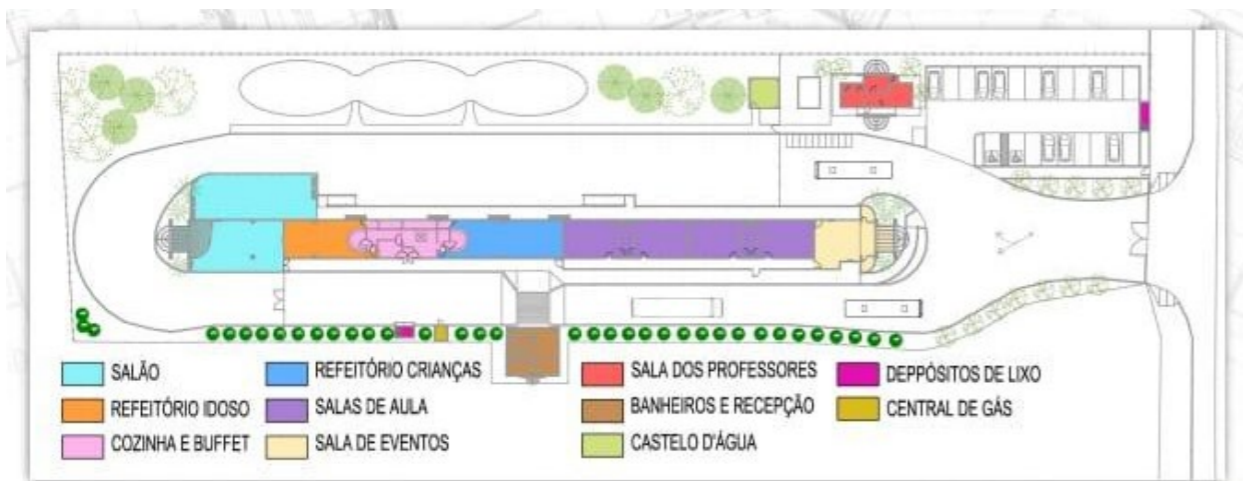 SALÃO
REFEITÓRIO IDOSO
COZINHA E BUFFET
REFEITÓRIO CRIANÇAS
SALAS DE AULA
SALA DE EVENTOS
SALA DOS PROFESSORES
BANHEIROS E RECEPÇÃO
CASTELO D'ÁGUA
DEPPÓSITOS DE LIXO
CENTRAL DE GÁS